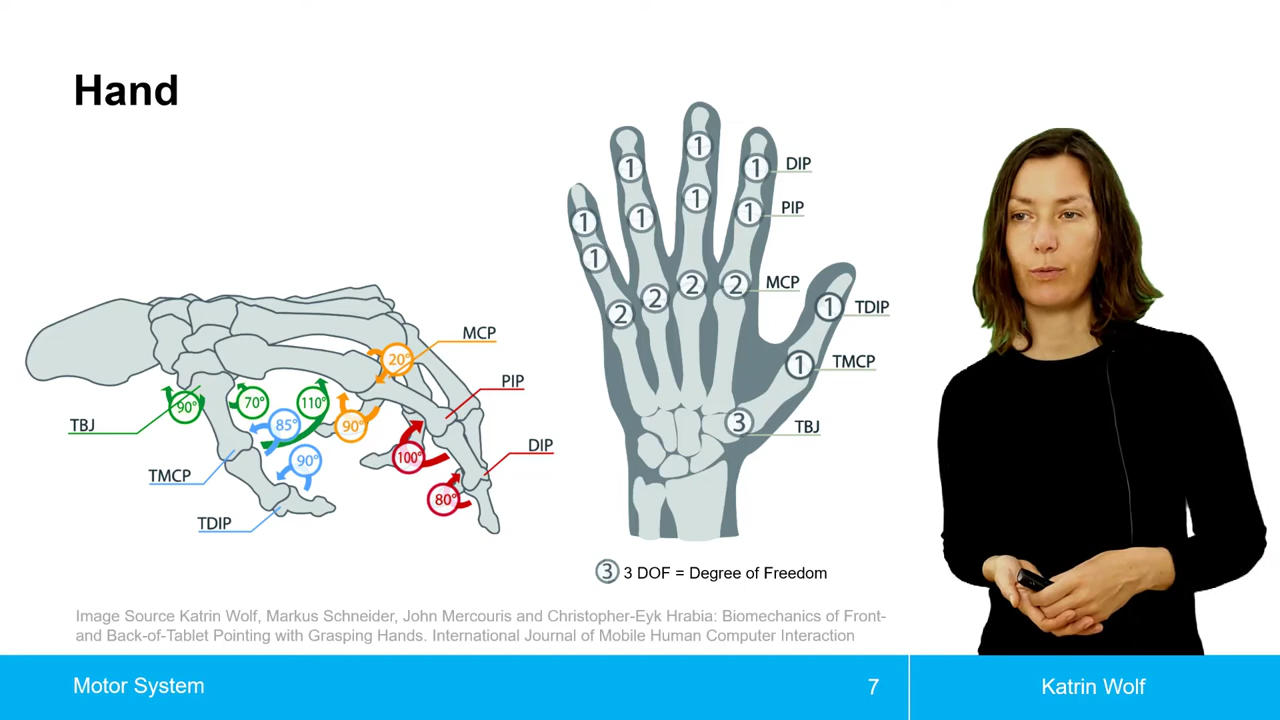 Hand
MCP
20°
PIP
90°
70°
110°
TBJ
85°
90°
DIP
100°
TMCP
90°
80°
TDIP
1
1
1
1
DIP
1
1
1
1
PIP
2
2
2
2
MCP
1
TDIP
1
TMCP
3
TBJ
3 3 DOF = Degree of Freedom
Image Source Katrin Wolf, Markus Schneider, John Mercouris and Christopher-Eyk Hrabia: Biomechanics of Front-
and Back-of-Tablet Pointing with Grasping Hands. International Journal of Mobile Human Computer Interaction
Motor System
7
Katrin Wolf